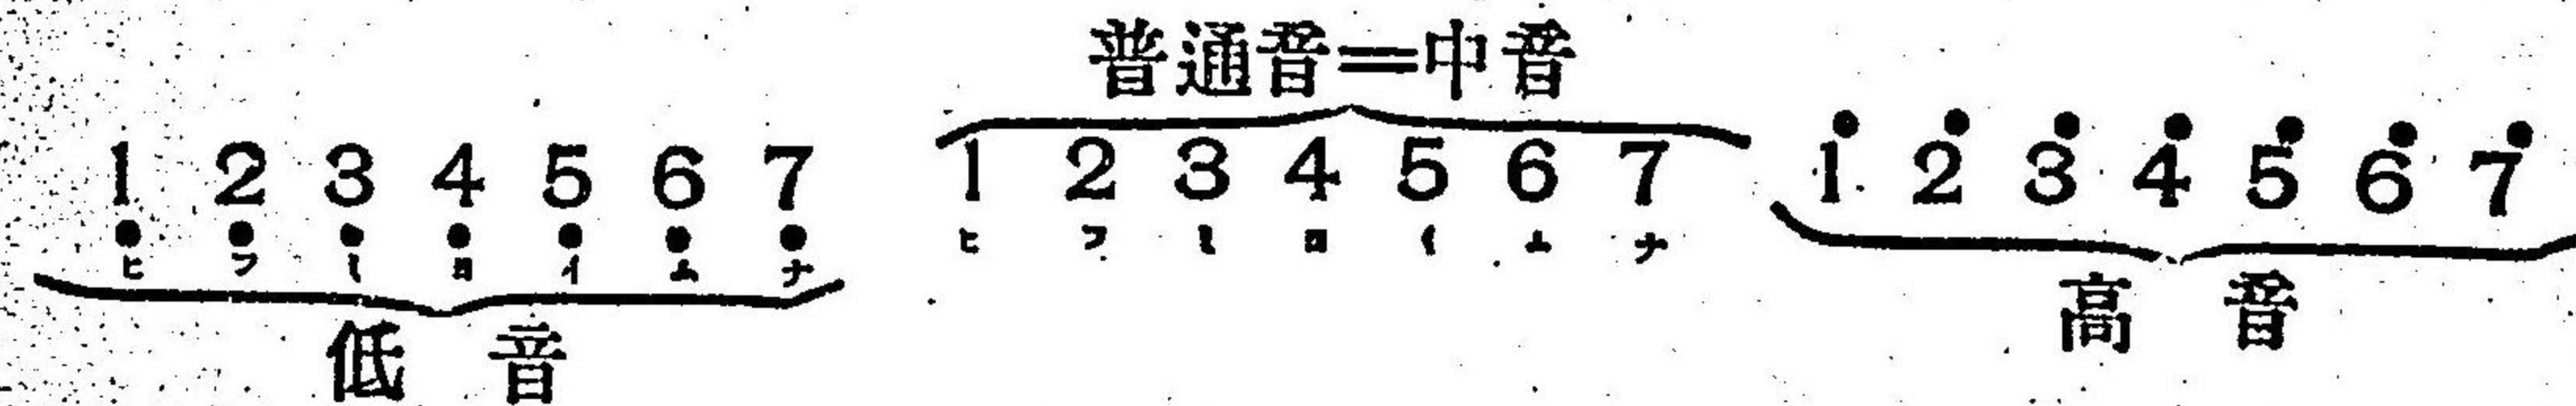 普通音=中音
1 2 3 4 5 6 7 1 2 3 4 5 6 7 1 2 3 4 5 6 7
ヒ フ ミ ヨ イ ム ナ ヒ フ ミ ヨ イ ム ナ
低音 高音